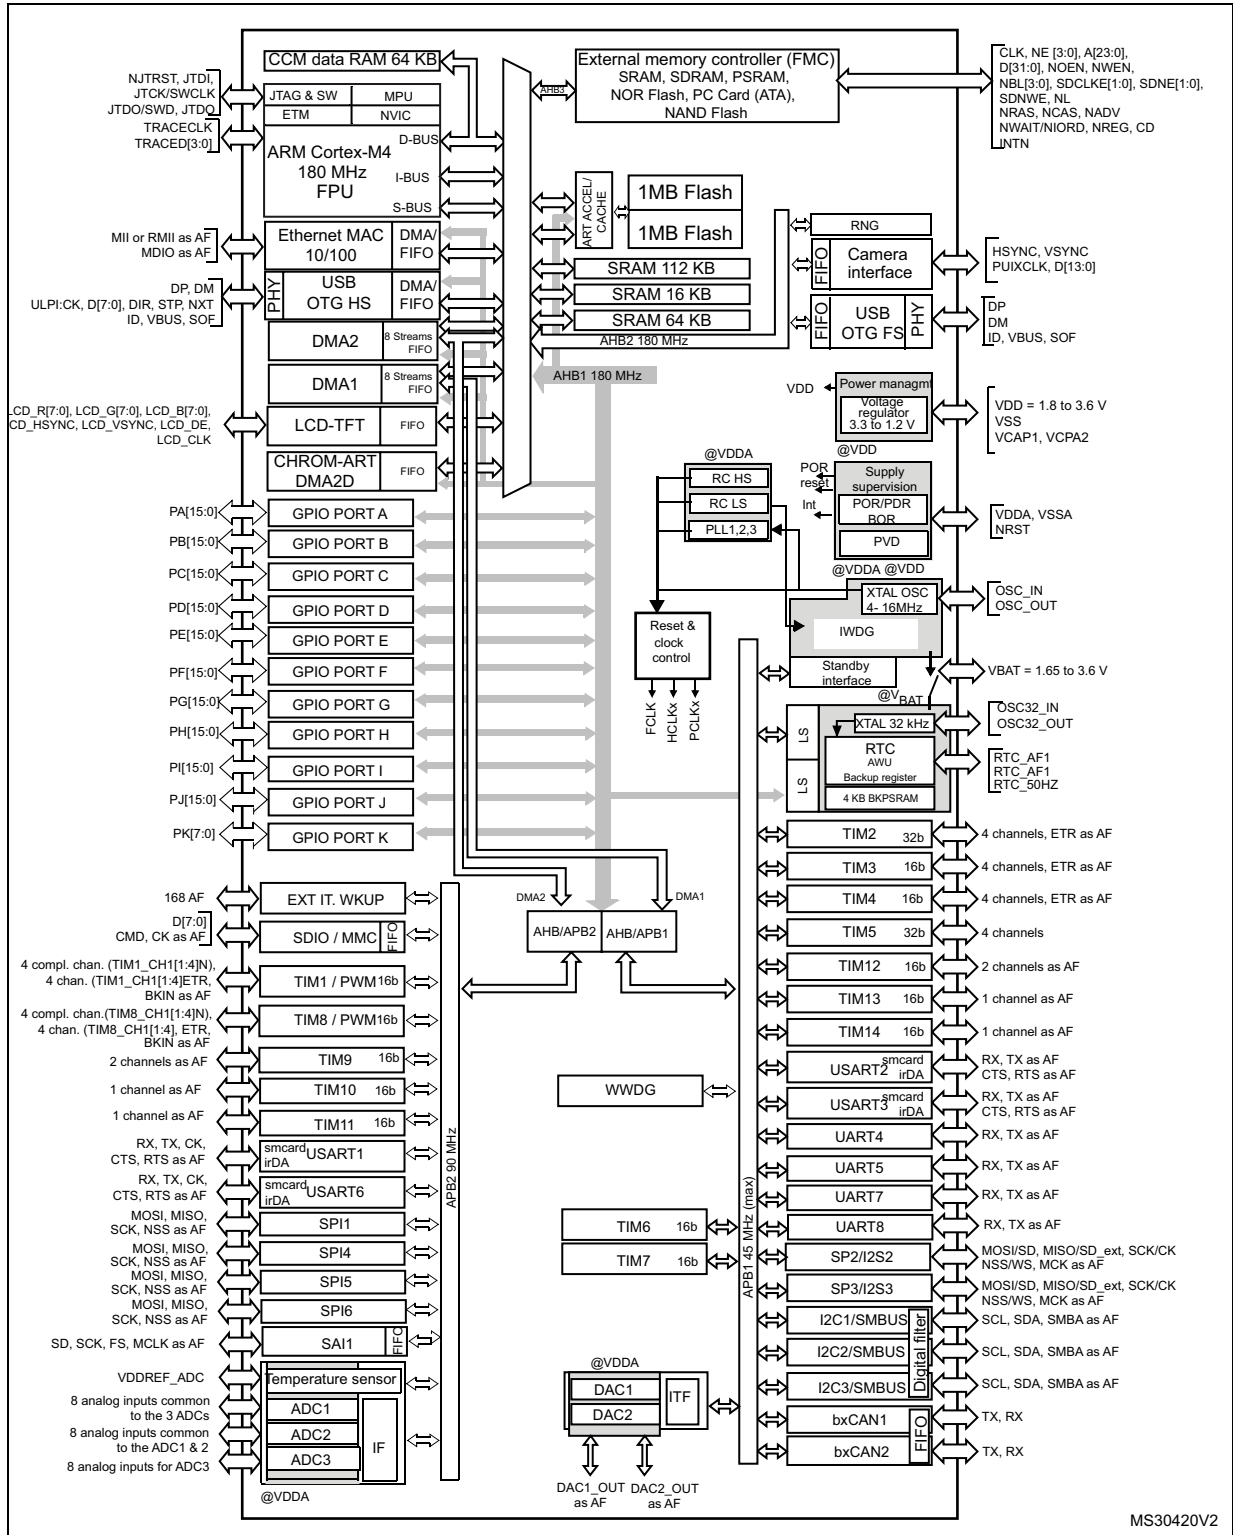 CCM data RAM 64 KB
External memory controller (FMC)
SRAM, SDRAM, PSRAM,
NOR Flash, PC Card (ATA),
NAND Flash
AHB3
CLK, NE [3:0], A[23:0],
D[31:0], NOEN, NWEN,
NBL[3:0], SDCLKE[1:0], SDNE[1:0],
SDNWE, NL
NRAS, NCAS, NADV
NWAIT/NIORD, NREG, CD
INTN
NJTRST, JTDI,
JTCK/SWCLK
JTDO/SWD, JTDO
TRACECLK
TRACED[3:0]
JTAG & SW
MPU
ETM
NVIC
D-BUS
ARM Cortex-M4
180 MHz
FPU
I-BUS
S-BUS
ART ACCEL/
CACHE
1MB Flash
1MB Flash
MII or RMII as AF
MDIO as AF
Ethernet MAC
10/100
DMA/
FIFO
DP, DM
ULPI:CK, D[7:0], DIR, STP, NXT
ID, VBUS, SOF
PHY
USB
OTG HS
DMA/
FIFO
SRAM 112 KB
SRAM 16 KB
SRAM 64 KB
AHB2 180 MHz
RNG
FIFO
Camera
interface
HSYNC, VSYNC
PUIXCLK, D[13:0]
FIFO
USB
OTG FS
PHY
DP
DM
ID, VBUS, SOF
DMA2
8 Streams
FIFO
DMA1
8 Streams
FIFO
AHB1 180 MHz
LCD_R[7:0], LCD_G[7:0], LCD_B[7:0],
CD_HSYNC, LCD_VSYNC, LCD_DE,
LCD_CLK
LCD-TFT
FIFO
CHROM-ART
DMA2D
FIFO
VDD
Power managmt
Voltage
regulator
3.3 to 1.2 V
@VDD
VDD = 1.8 to 3.6 V
VSS
VCAP1, VCPA2
@VDDA
RC HS
RC LS
PLL1,2,3
POR
reset
Int
Supply
supervision
POR/PDR
BOR
PVD
VDDA, VSSA
NRST
@VDDA
@VDD
XTAL OSC
4- 16MHz
IWDG
OSC_IN
OSC_OUT
Reset &
clock
control
FCLK
HCLKx
PCLKx
Standby
interface
@VBAT
VBAT = 1.65 to 3.6 V
LS
LS
XTAL 32 kHz
RTC
AWU
Backup register
4 KB BKPSRAM
OSC32_IN
OSC32_OUT
RTC_AF1
RTC_AF1
RTC_50HZ
PA[15:0]
GPIO PORT A
PB[15:0]
GPIO PORT B
PC[15:0]
GPIO PORT C
PD[15:0]
GPIO PORT D
PE[15:0]
GPIO PORT E
PF[15:0]
GPIO PORT F
PG[15:0]
GPIO PORT G
PH[15:0]
GPIO PORT H
PI[15:0]
GPIO PORT I
PJ[15:0]
GPIO PORT J
PK[7:0]
GPIO PORT K
DMA2
DMA1
AHB/APB2
AHB/APB1
168 AF
EXT IT. WKUP
D[7:0]
CMD, CK as AF
SDIO / MMC
FIFO
4 compl. chan. (TIM1_CH1[1:4]N),
4 chan. (TIM1_CH1[1:4]ETR,
BKIN as AF
TIM1 / PWM
16b
4 compl. chan.(TIM8_CH1[1:4]N),
4 chan. (TIM8_CH1[1:4], ETR,
BKIN as AF
TIM8 / PWM
16b
2 channels as AF
TIM9
16b
1 channel as AF
TIM10
16b
1 channel as AF
TIM11
16b
RX, TX, CK,
CTS, RTS as AF
smcard
irDA
USART1
RX, TX, CK,
CTS, RTS as AF
smcard
irDA
USART6
MOSI, MISO,
SCK, NSS as AF
SPI1
MOSI, MISO,
SCK, NSS as AF
SPI4
MOSI, MISO,
SCK, NSS as AF
SPI5
MOSI, MISO,
SCK, NSS as AF
SPI6
SD, SCK, FS, MCLK as AF
SAI1
FIFO
APB2 90 MHz
VDDREF_ADC
Temperature sensor
8 analog inputs common
to the 3 ADCs
ADC1
8 analog inputs common
to the ADC1 & 2
ADC2
8 analog inputs for ADC3
ADC3
IF
@VDDA
WWDG
TIM6
16b
TIM7
16b
@VDDA
DAC1
DAC2
ITF
DAC1_OUT
as AF
DAC2_OUT
as AF
APB1 45 MHz (max)
TIM2
32b
4 channels, ETR as AF
TIM3
16b
4 channels, ETR as AF
TIM4
16b
4 channels, ETR as AF
TIM5
32b
4 channels
TIM12
16b
2 channels as AF
TIM13
16b
1 channel as AF
TIM14
16b
1 channel as AF
USART2
smcard
irDA
RX, TX as AF
CTS, RTS as AF
USART3
smcard
irDA
RX, TX as AF
CTS, RTS as AF
UART4
RX, TX as AF
UART5
RX, TX as AF
UART7
RX, TX as AF
UART8
RX, TX as AF
SP2/I2S2
MOSI/SD, MISO/SD_ext, SCK/CK
NSS/WS, MCK as AF
SP3/I2S3
MOSI/SD, MISO/SD_ext, SCK/CK
NSS/WS, MCK as AF
I2C1/SMBUS
SCL, SDA, SMBA as AF
I2C2/SMBUS
SCL, SDA, SMBA as AF
I2C3/SMBUS
SCL, SDA, SMBA as AF
Digital filter
bxCAN1
TX, RX
bxCAN2
TX, RX
FIFO
MS30420V2